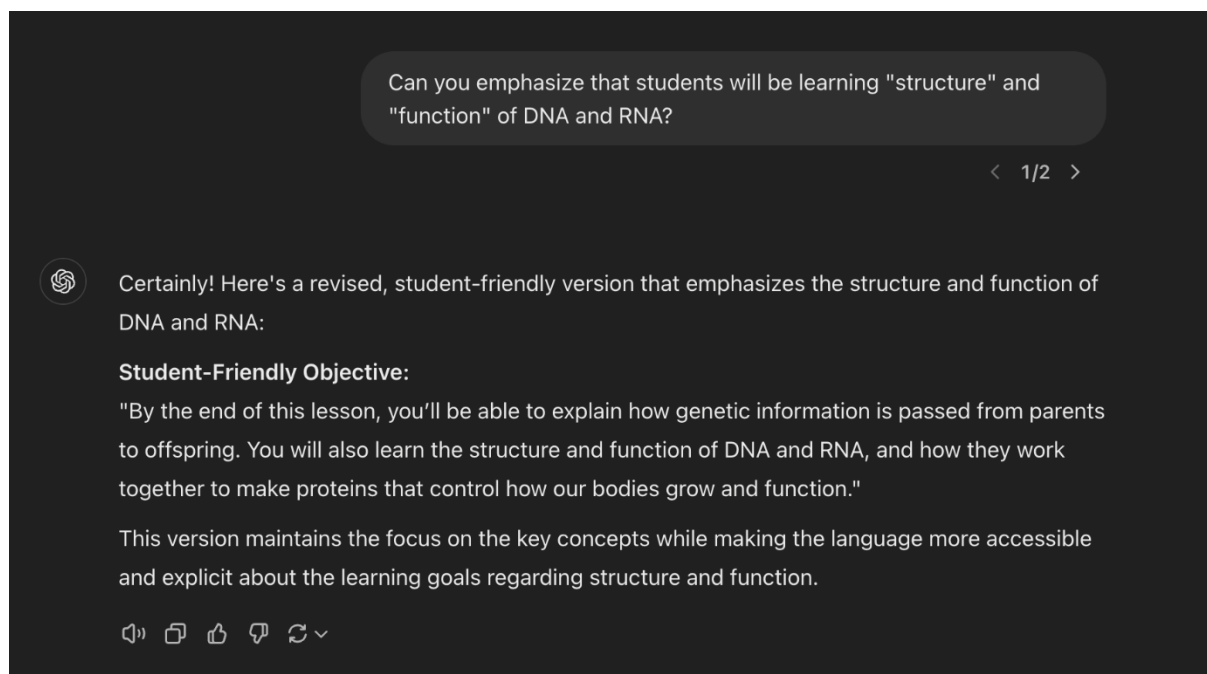 Can you emphasize that students will be learning "structure" and
"function" of DNA and RNA?
< 1/2 >
Certainly! Here's a revised, student-friendly version that emphasizes the structure and function of
DNA and RNA:
Student-Friendly Objective:
"By the end of this lesson, you’ll be able to explain how genetic information is passed from parents
to offspring. You will also learn the structure and function of DNA and RNA, and how they work
together to make proteins that control how our bodies grow and function."
This version maintains the focus on the key concepts while making the language more accessible
and explicit about the learning goals regarding structure and function.